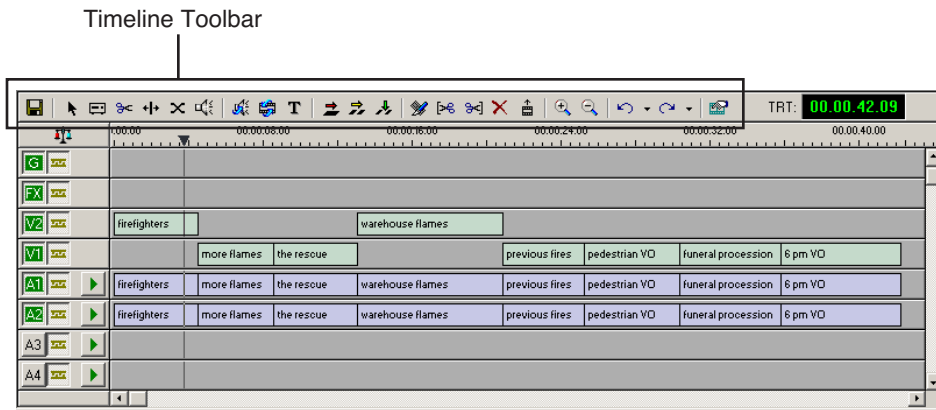 Timeline Toolbar
T TRT: 00.00.42.09
:00:00 00.00.08.00 00.00.16.00 00.00.24.00 00.00.32.00 00.00.40.00
G
FX
V2 firefighters warehouse flames
V1 more flames the rescue previous fires pedestrian VO funeral procession 6 pm VO
A1 firefighters more flames the rescue warehouse flames previous fires pedestrian VO funeral procession 6 pm VO
A2 firefighters more flames the rescue warehouse flames previous fires pedestrian VO funeral procession 6 pm VO
A3
A4